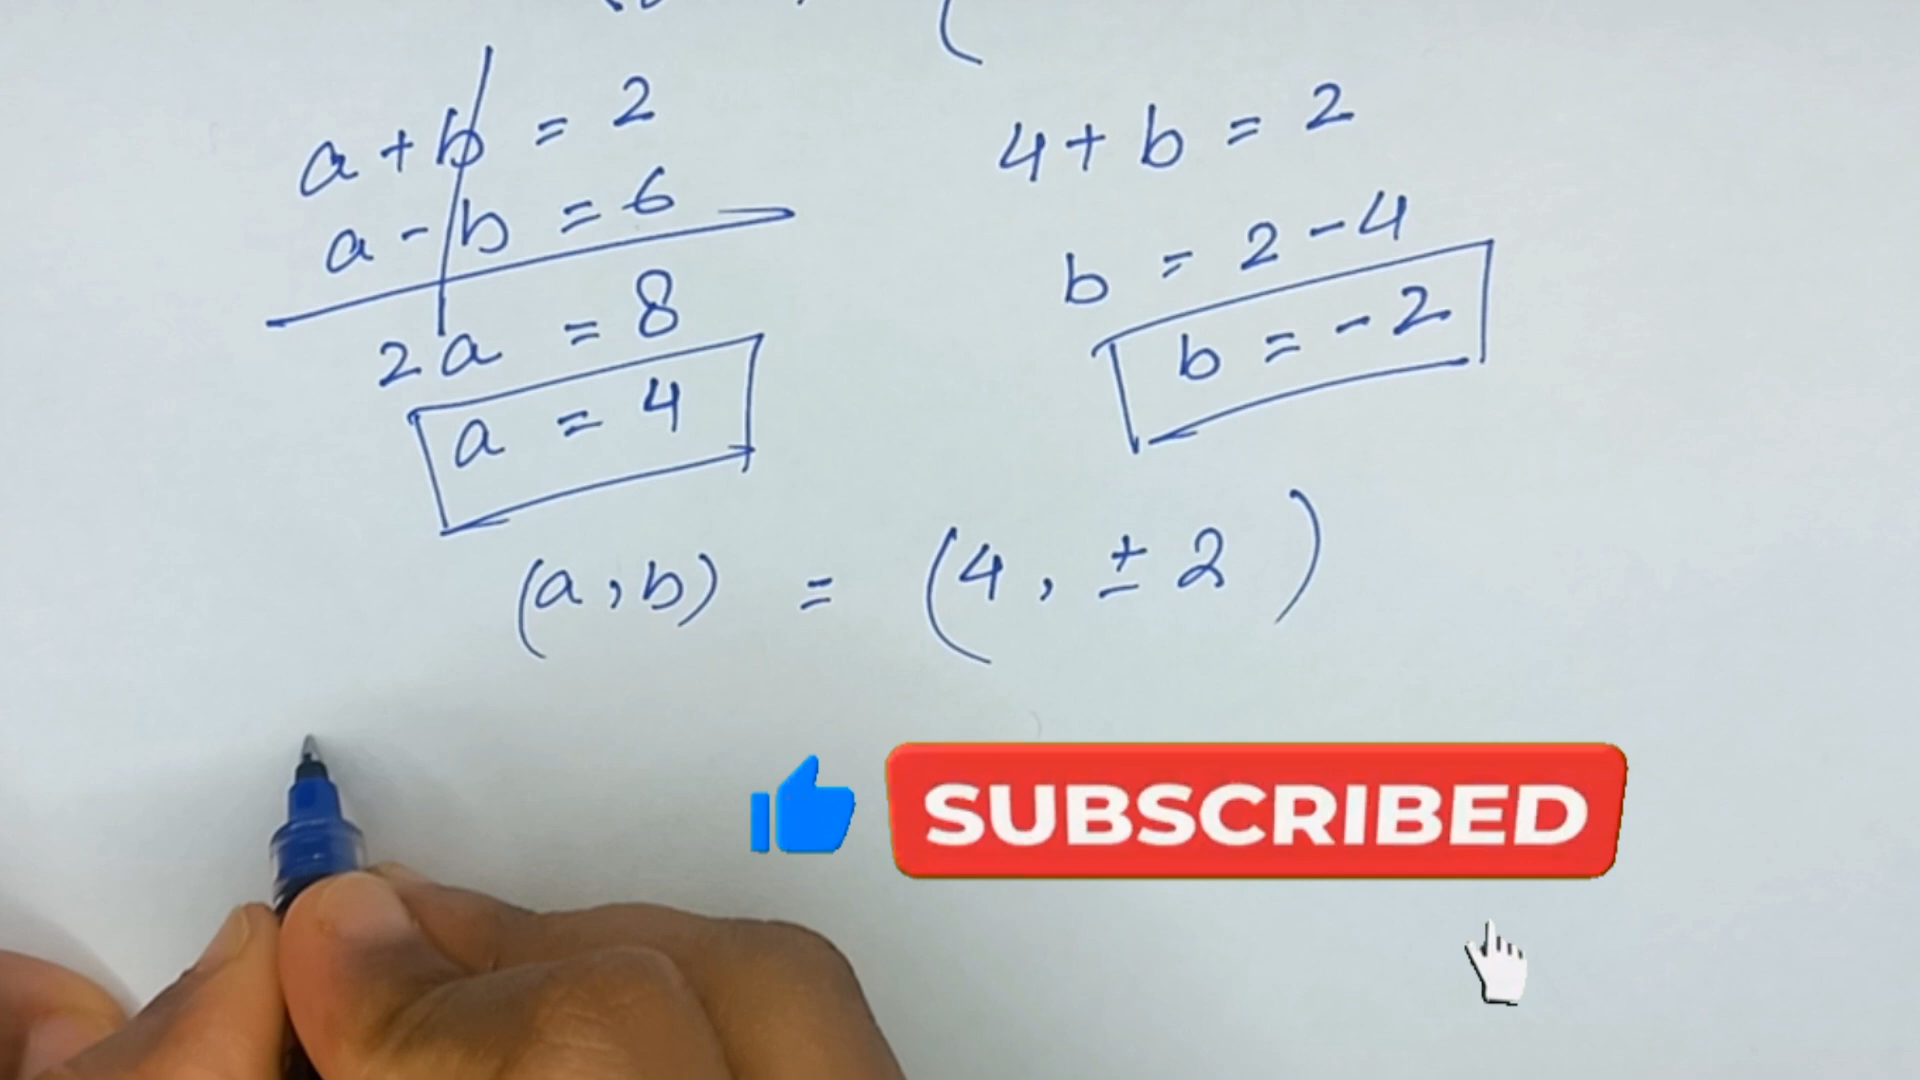 a + b = 2
a - b = 6
2a = 8
a = 4
4 + b = 2
b = 2 - 4
b = - 2
(a, b) = (4, ± 2)
SUBSCRIBED